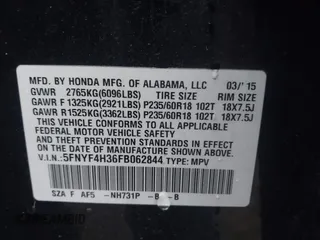 MFD. BY HONDA MFG. OF ALABAMA, LLC 03/'15
GVWR 2765KG(6096LBS) TIRE SIZE RIM SIZE
GAWR F 1325KG(2921LBS) P235/60R18 102T 18X7.5J
GAWR R 1525KG(3362LBS) P235/60R18 102T 18X7.5J
THIS VEHICLE CONFORMS TO ALL APPLICABLE FEDERAL
MOTOR VEHICLE SAFETY AND THEFT PREVENTION STANDARDS
IN EFFECT ON THE DATE OF MANUFACTURE SHOWN ABOVE.
V.I.N.: 5FNYF4H36FB062844 TYPE: MPV
SZA F AF5 -NH731P -B -B